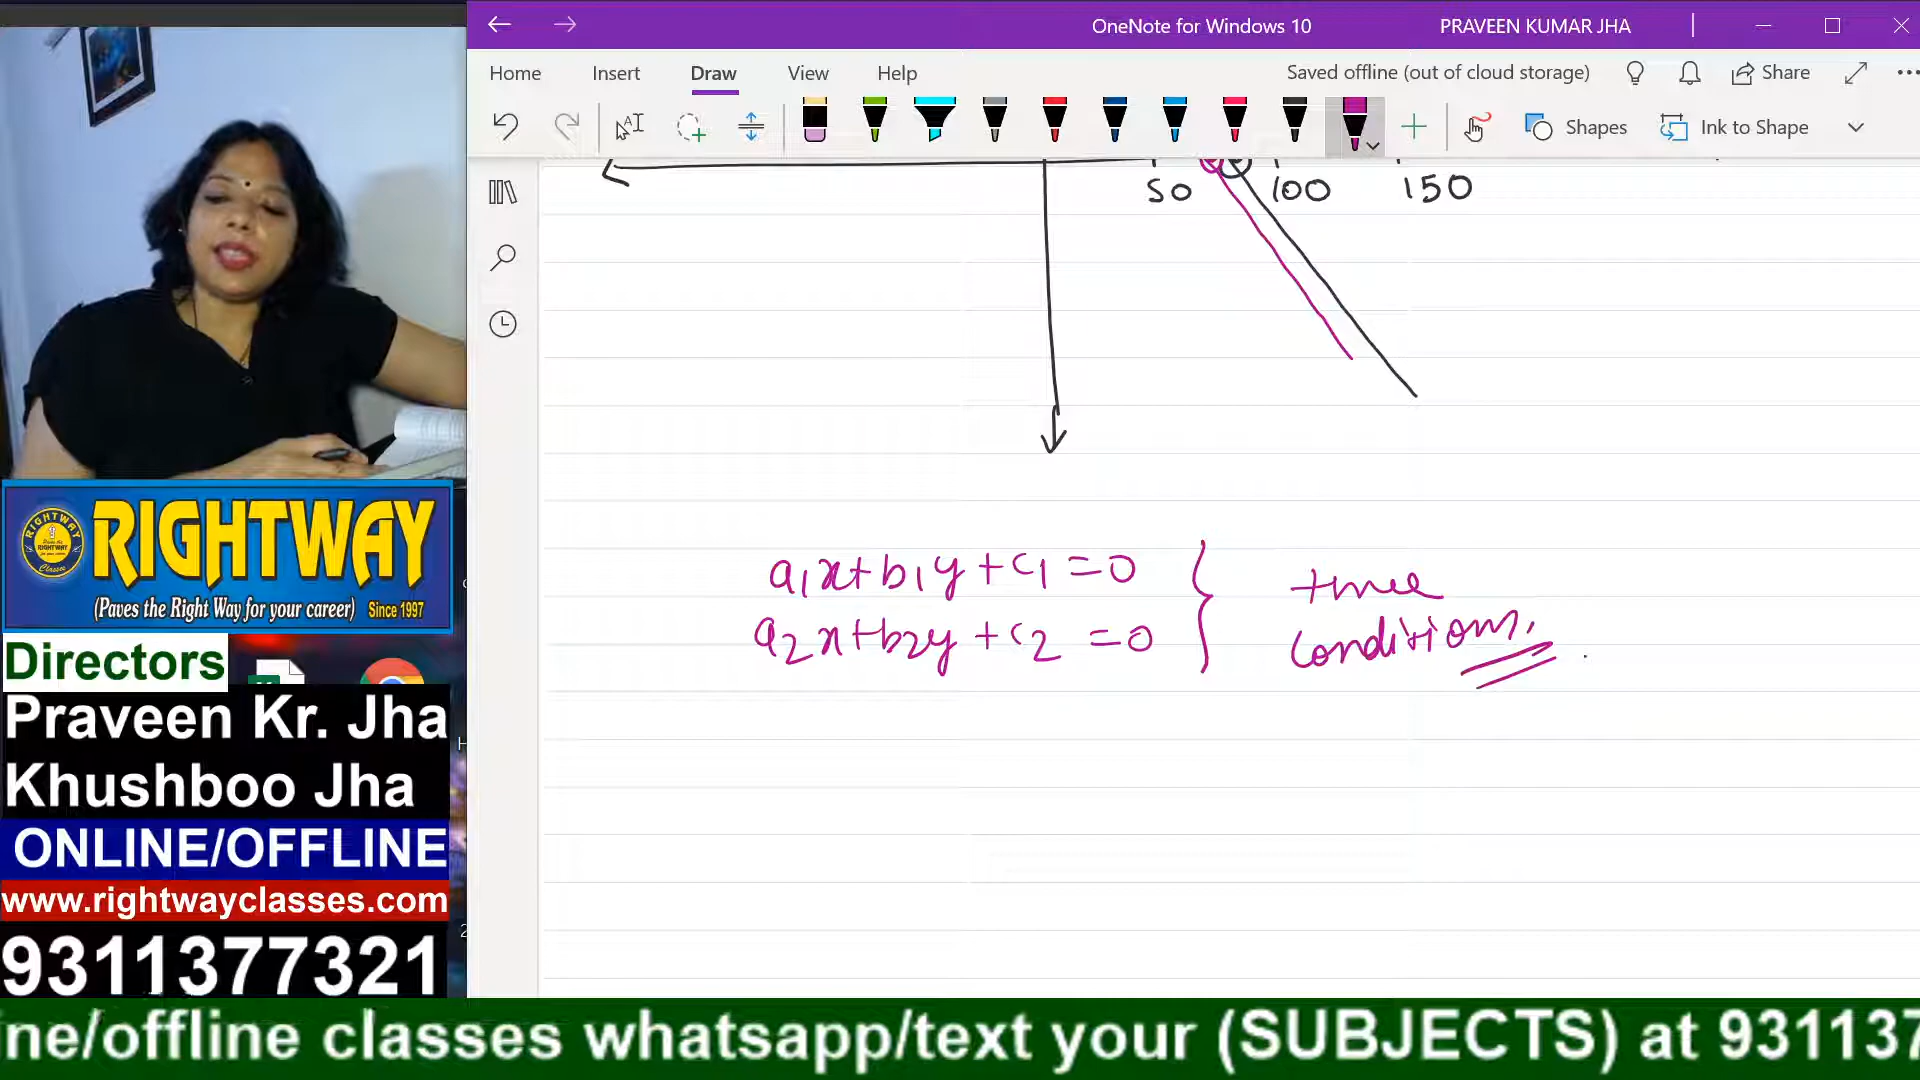 OneNote for Windows 10
PRAVEEN KUMAR JHA
Home Insert Draw View Help
Saved offline (out of cloud storage)
Share
Shapes
Ink to Shape
50 100 150
a₁x+b₁y+c₁=0
a₂x+b₂y+c₂=0
three
conditions.
RIGHTWAY
(Paves the Right Way for your career) Since 1997
Directors
Praveen Kr. Jha
Khushboo Jha
ONLINE/OFFLINE
www.rightwayclasses.com
9311377321
ine/offline classes whatsapp/text your (SUBJECTS) at 931137